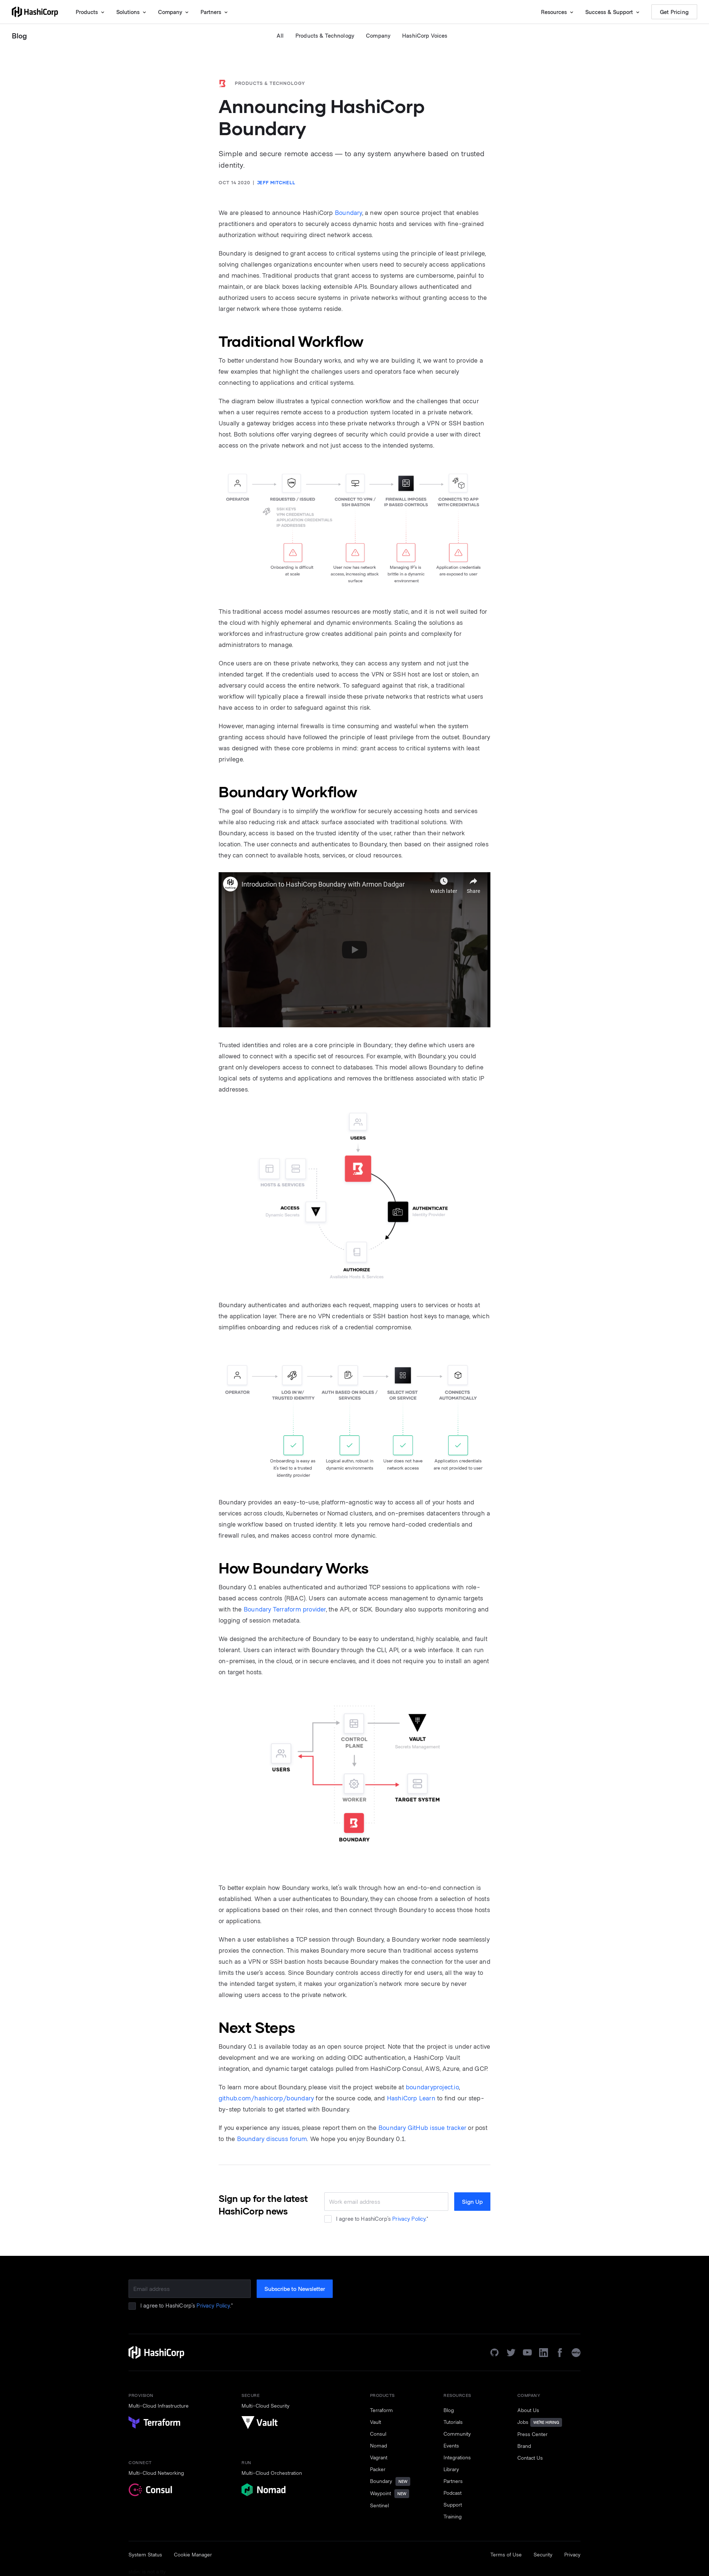 HashiCorp
Products
Solutions
Company
Partners
Resources
Success & Support
Get Pricing
Blog
All
Products & Technology
Company
HashiCorp Voices
PRODUCTS & TECHNOLOGY
Announcing HashiCorp
Boundary
Simple and secure remote access — to any system anywhere based on trusted
identity.
OCT 14 2020 | JEFF MITCHELL
We are pleased to announce HashiCorp Boundary, a new open source project that enables
practitioners and operators to securely access dynamic hosts and services with fine-grained
authorization without requiring direct network access.
Boundary is designed to grant access to critical systems using the principle of least privilege,
solving challenges organizations encounter when users need to securely access applications
and machines. Traditional products that grant access to systems are cumbersome, painful to
maintain, or are black boxes lacking extensible APIs. Boundary allows authenticated and
authorized users to access secure systems in private networks without granting access to the
larger network where those systems reside.
Traditional Workflow
To better understand how Boundary works, and why we are building it, we want to provide a
few examples that highlight the challenges users and operators face when securely
connecting to applications and critical systems.
The diagram below illustrates a typical connection workflow and the challenges that occur
when a user requires remote access to a production system located in a private network.
Usually a gateway bridges access into these private networks through a VPN or SSH bastion
host. Both solutions offer varying degrees of security which could provide a user with direct
access on the private network and not just access to the intended systems.
OPERATOR
REQUESTED / ISSUED
SSH KEYS
VPN CREDENTIALS
APPLICATION CREDENTIALS
IP ADDRESSES
CONNECT TO VPN /
SSH BASTION
FIREWALL IMPOSES
IP BASED CONTROLS
CONNECTS TO APP
WITH CREDENTIALS
Onboarding is difficult
at scale
User now has network
access, increasing attack
surface
Managing IP's is
brittle in a dynamic
environment
Application credentials
are exposed to user
This traditional access model assumes resources are mostly static, and it is not well suited for
the cloud with highly ephemeral and dynamic environments. Scaling the solutions as
workforces and infrastructure grow creates additional pain points and complexity for
administrators to manage.
Once users are on these private networks, they can access any system and not just the
intended target. If the credentials used to access the VPN or SSH host are lost or stolen, an
adversary could access the entire network. To safeguard against that risk, a traditional
workflow will typically place a firewall inside these private networks that restricts what users
have access to in order to safeguard against this risk.
However, managing internal firewalls is time consuming and wasteful when the system
granting access should have followed the principle of least privilege from the outset. Boundary
was designed with these core problems in mind: grant access to critical systems with least
privilege.
Boundary Workflow
The goal of Boundary is to simplify the workflow for securely accessing hosts and services
while also reducing risk and attack surface associated with traditional solutions. With
Boundary, access is based on the trusted identity of the user, rather than their network
location. The user connects and authenticates to Boundary, then based on their assigned roles
they can connect to available hosts, services, or cloud resources.
Introduction to HashiCorp Boundary with Armon Dadgar
Watch later
Share
Trusted identities and roles are a core principle in Boundary; they define which users are
allowed to connect with a specific set of resources. For example, with Boundary, you could
grant only developers access to connect to databases. This model allows Boundary to define
logical sets of systems and applications and removes the brittleness associated with static IP
addresses.
USERS
HOSTS & SERVICES
ACCESS
Dynamic Secrets
AUTHENTICATE
Identity Provider
AUTHORIZE
Available Hosts & Services
Boundary authenticates and authorizes each request, mapping users to services or hosts at
the application layer. There are no VPN credentials or SSH bastion host keys to manage, which
simplifies onboarding and reduces risk of a credential compromise.
OPERATOR
LOG IN W/
TRUSTED IDENTITY
AUTH BASED ON ROLES /
SERVICES
SELECT HOST
OR SERVICE
CONNECTS
AUTOMATICALLY
Onboarding is easy as
it's tied to a trusted
identity provider
Logical authn, robust in
dynamic environments
User does not have
network access
Application credentials
are not provided to user
Boundary provides an easy-to-use, platform-agnostic way to access all of your hosts and
services across clouds, Kubernetes or Nomad clusters, and on-premises datacenters through a
single workflow based on trusted identity. It lets you remove hard-coded credentials and
firewall rules, and makes access control more dynamic.
How Boundary Works
Boundary 0.1 enables authenticated and authorized TCP sessions to applications with role-
based access controls (RBAC). Users can automate access management to dynamic targets
with the Boundary Terraform provider, the API, or SDK. Boundary also supports monitoring and
logging of session metadata.
We designed the architecture of Boundary to be easy to understand, highly scalable, and fault
tolerant. Users can interact with Boundary through the CLI, API, or a web interface. It can run
on-premises, in the cloud, or in secure enclaves, and it does not require you to install an agent
on target hosts.
USERS
CONTROL
PLANE
VAULT
Secrets Management
WORKER
TARGET SYSTEM
BOUNDARY
To better explain how Boundary works, let's walk through how an end-to-end connection is
established. When a user authenticates to Boundary, they can choose from a selection of hosts
or applications based on their roles, and then connect through Boundary to access those hosts
or applications.
When a user establishes a TCP session through Boundary, a Boundary worker node seamlessly
proxies the connection. This makes Boundary more secure than traditional access systems
such as a VPN or SSH bastion hosts because Boundary makes the connection for the user and
limits the user's access. Since Boundary controls access directly for end users, all the way to
the intended target system, it makes your organization's network more secure by never
allowing users access to the private network.
Next Steps
Boundary 0.1 is available today as an open source project. Note that the project is under active
development and we are working on adding OIDC authentication, a HashiCorp Vault
integration, and dynamic target catalogs pulled from HashiCorp Consul, AWS, Azure, and GCP.
To learn more about Boundary, please visit the project website at boundaryproject.io,
github.com/hashicorp/boundary for the source code, and HashiCorp Learn to find our step-
by-step tutorials to get started with Boundary.
If you experience any issues, please report them on the Boundary GitHub issue tracker or post
to the Boundary discuss forum. We hope you enjoy Boundary 0.1.
Sign up for the latest
HashiCorp news
Work email address
Sign Up
I agree to HashiCorp's Privacy Policy.*
Email address
Subscribe to Newsletter
I agree to HashiCorp's Privacy Policy.*
HashiCorp
PROVISION
Multi-Cloud Infrastructure
Terraform
SECURE
Multi-Cloud Security
Vault
CONNECT
Multi-Cloud Networking
Consul
RUN
Multi-Cloud Orchestration
Nomad
PRODUCTS
Terraform
Vault
Consul
Nomad
Vagrant
Packer
Boundary NEW
Waypoint NEW
Sentinel
RESOURCES
Blog
Tutorials
Community
Events
Integrations
Library
Partners
Podcast
Support
Training
COMPANY
About Us
Jobs WE'RE HIRING
Press Center
Brand
Contact Us
System Status
Cookie Manager
Terms of Use
Security
Privacy